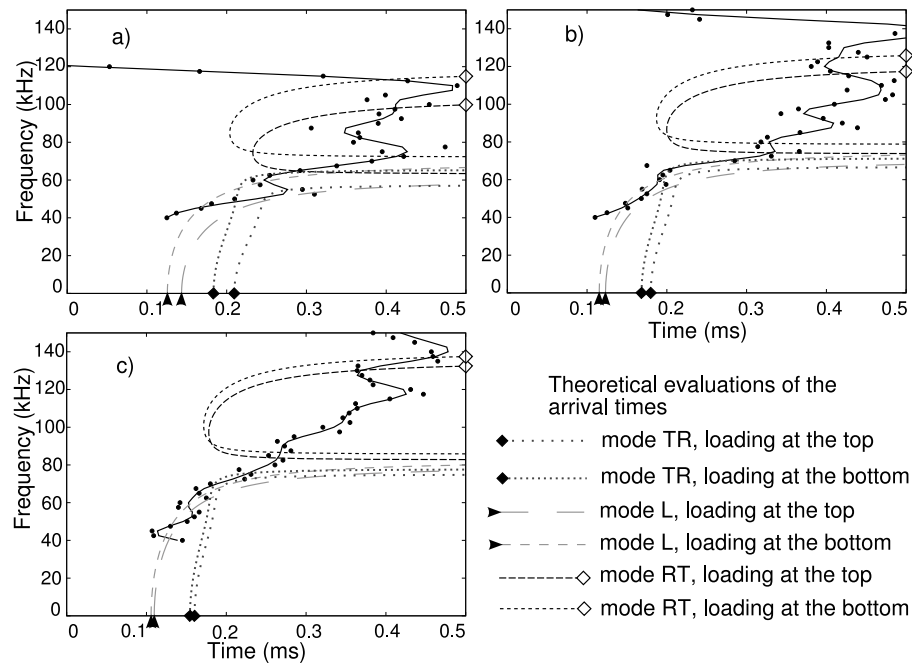 a)
140
120
100
80
60
40
20
0
Frequency (kHz)
0
0.1
0.2
0.3
0.4
0.5
b)
140
120
100
80
60
40
20
0
0
0.1
0.2
0.3
0.4
0.5
Time (ms)
c)
140
120
100
80
60
40
20
0
Frequency (kHz)
0
0.1
0.2
0.3
0.4
0.5
Time (ms)
Theoretical evaluations of the
arrival times
mode TR, loading at the top
mode TR, loading at the bottom
mode L, loading at the top
mode L, loading at the bottom
mode RT, loading at the top
mode RT, loading at the bottom